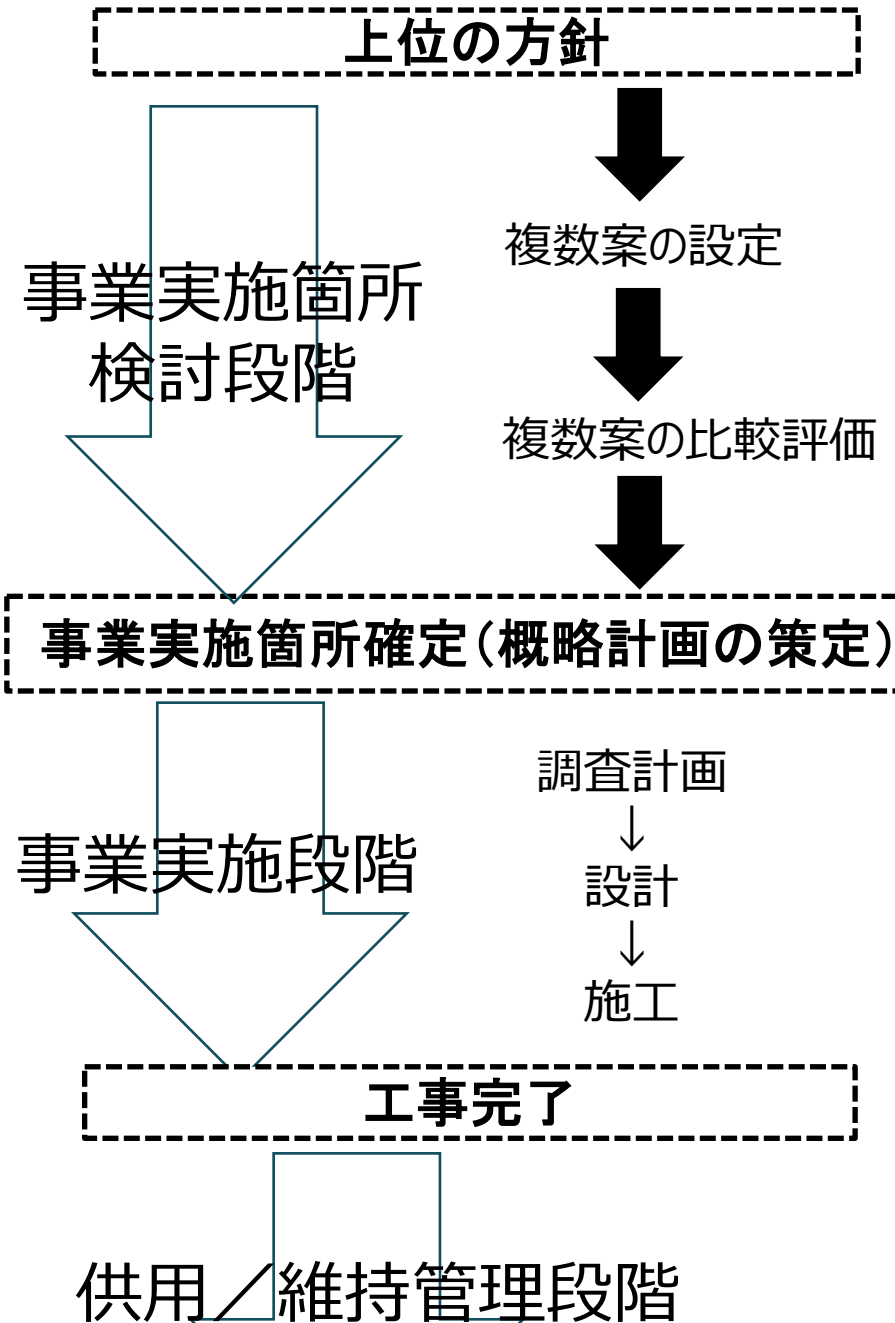 上位の方針
複数案の設定
事業実施箇所
検討段階
複数案の比較評価
事業実施箇所確定（概略計画の策定）
調査計画
↓
事業実施段階
設計
↓
施工
工事完了
供用／維持管理段階